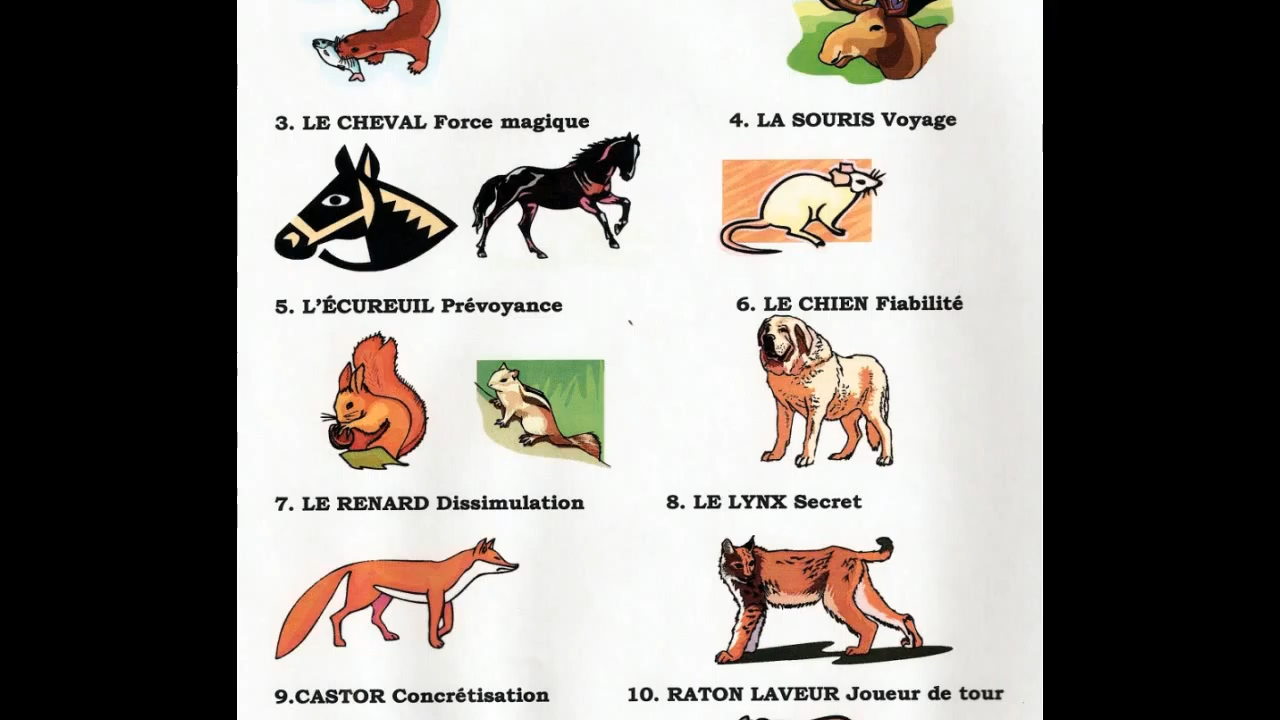 3. LE CHEVAL Force magique
4. LA SOURIS Voyage
5. L’ÉCUREUIL Prévoyance
6. LE CHIEN Fiabilité
7. LE RENARD Dissimulation
8. LE LYNX Secret
9.CASTOR Concrétisation
10. RATON LAVEUR Joueur de tour